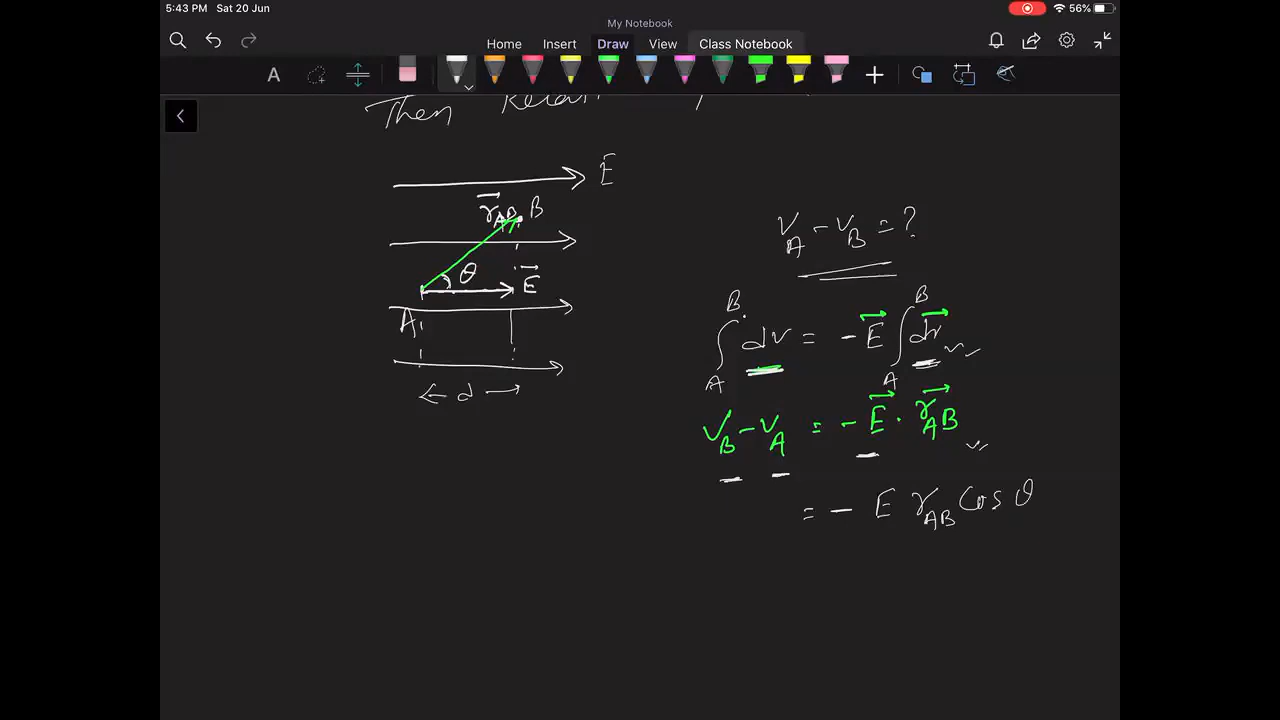 5:43 PM Sat 20 Jun
56%
My Notebook
Home Insert Draw View Class Notebook
A
Then
E
r⃗_AB B
θ E⃗
A
← d →
V_A - V_B = ?
∫_A^B dv = - E⃗ ∫_A^B dr⃗
V_B - V_A = - E⃗ · r⃗_AB
= - E r_AB Cos θ